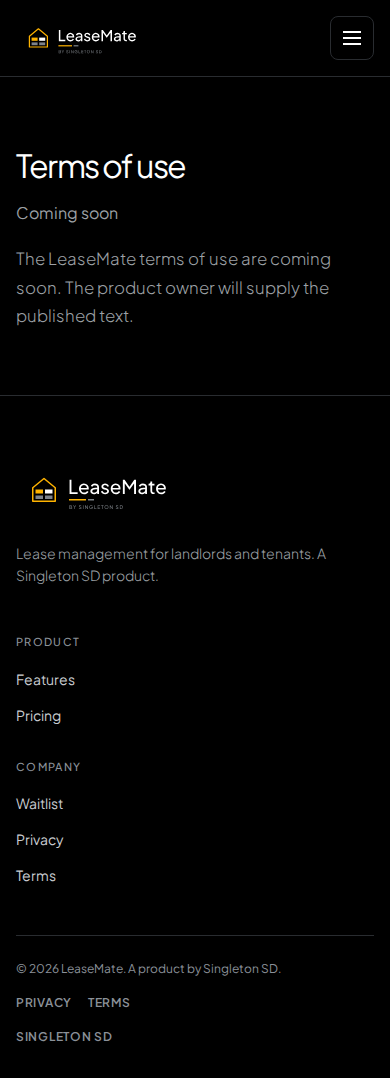 LeaseMate
BY SINGLETON SD
Terms of use
Coming soon
The LeaseMate terms of use are coming
soon. The product owner will supply the
published text.
LeaseMate
BY SINGLETON SD
Lease management for landlords and tenants. A
Singleton SD product.
PRODUCT
Features
Pricing
COMPANY
Waitlist
Privacy
Terms
© 2026 LeaseMate. A product by Singleton SD.
PRIVACY TERMS
SINGLETON SD